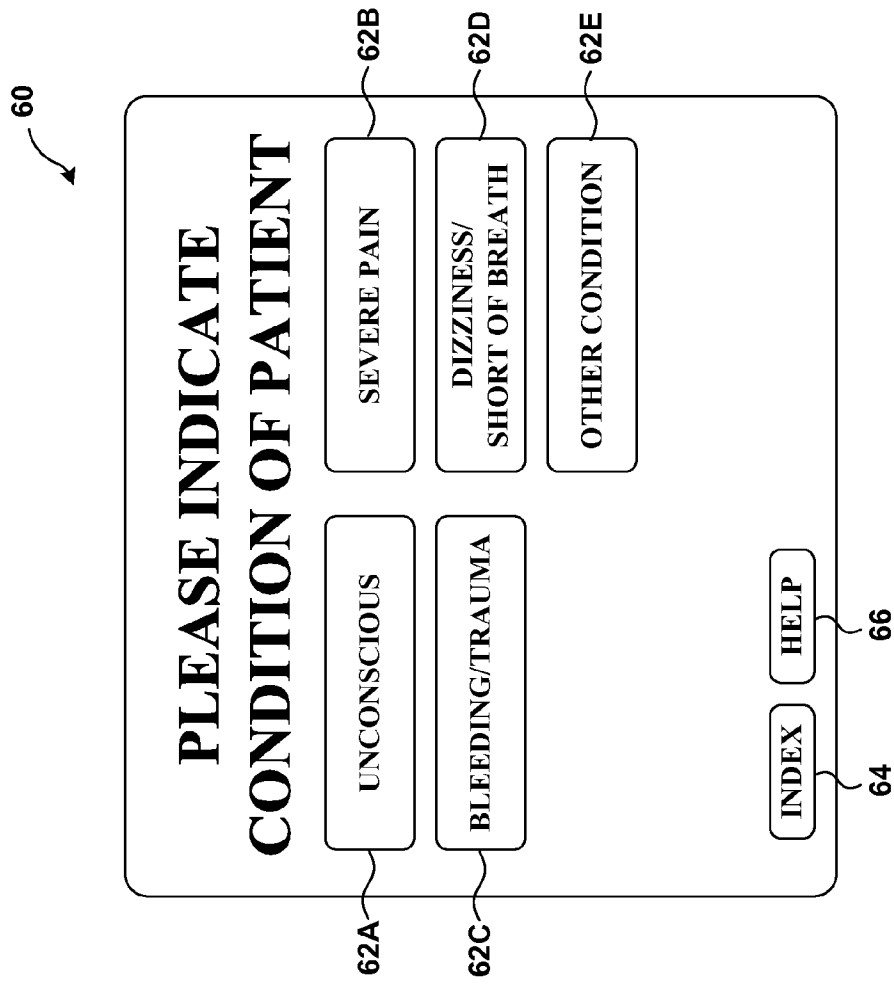 60
PLEASE INDICATE
CONDITION OF PATIENT
62A
UNCONSCIOUS
SEVERE PAIN
62B
62C
BLEEDING/TRAUMA
DIZZINESS/
SHORT OF BREATH
62D
OTHER CONDITION
62E
INDEX
HELP
64
66